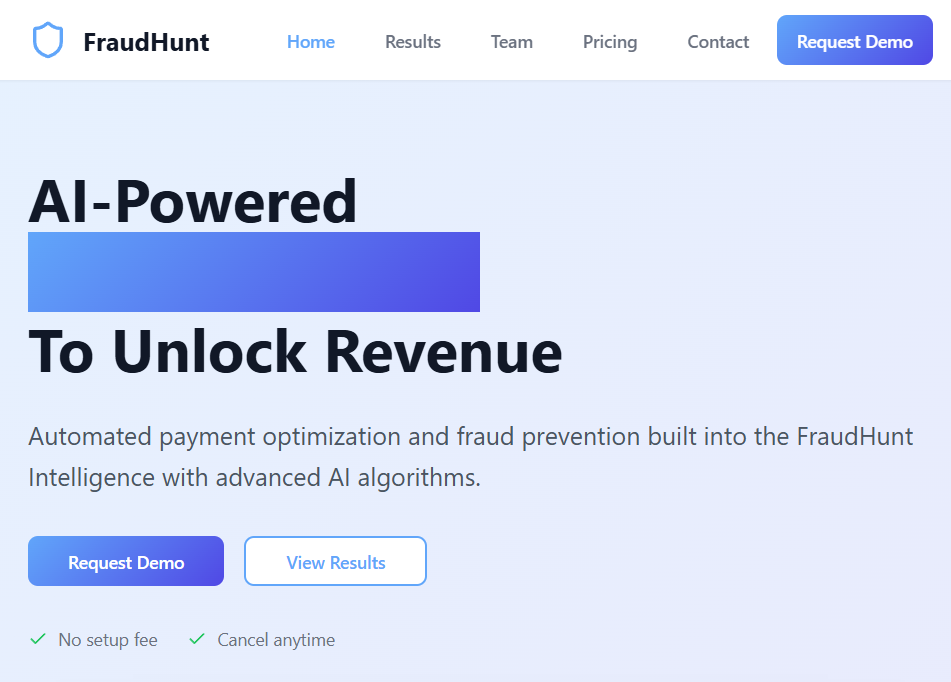 FraudHunt
Home Results Team Pricing Contact Request Demo
AI-Powered
To Unlock Revenue
Automated payment optimization and fraud prevention built into the FraudHunt
Intelligence with advanced AI algorithms.
Request Demo View Results
No setup fee Cancel anytime